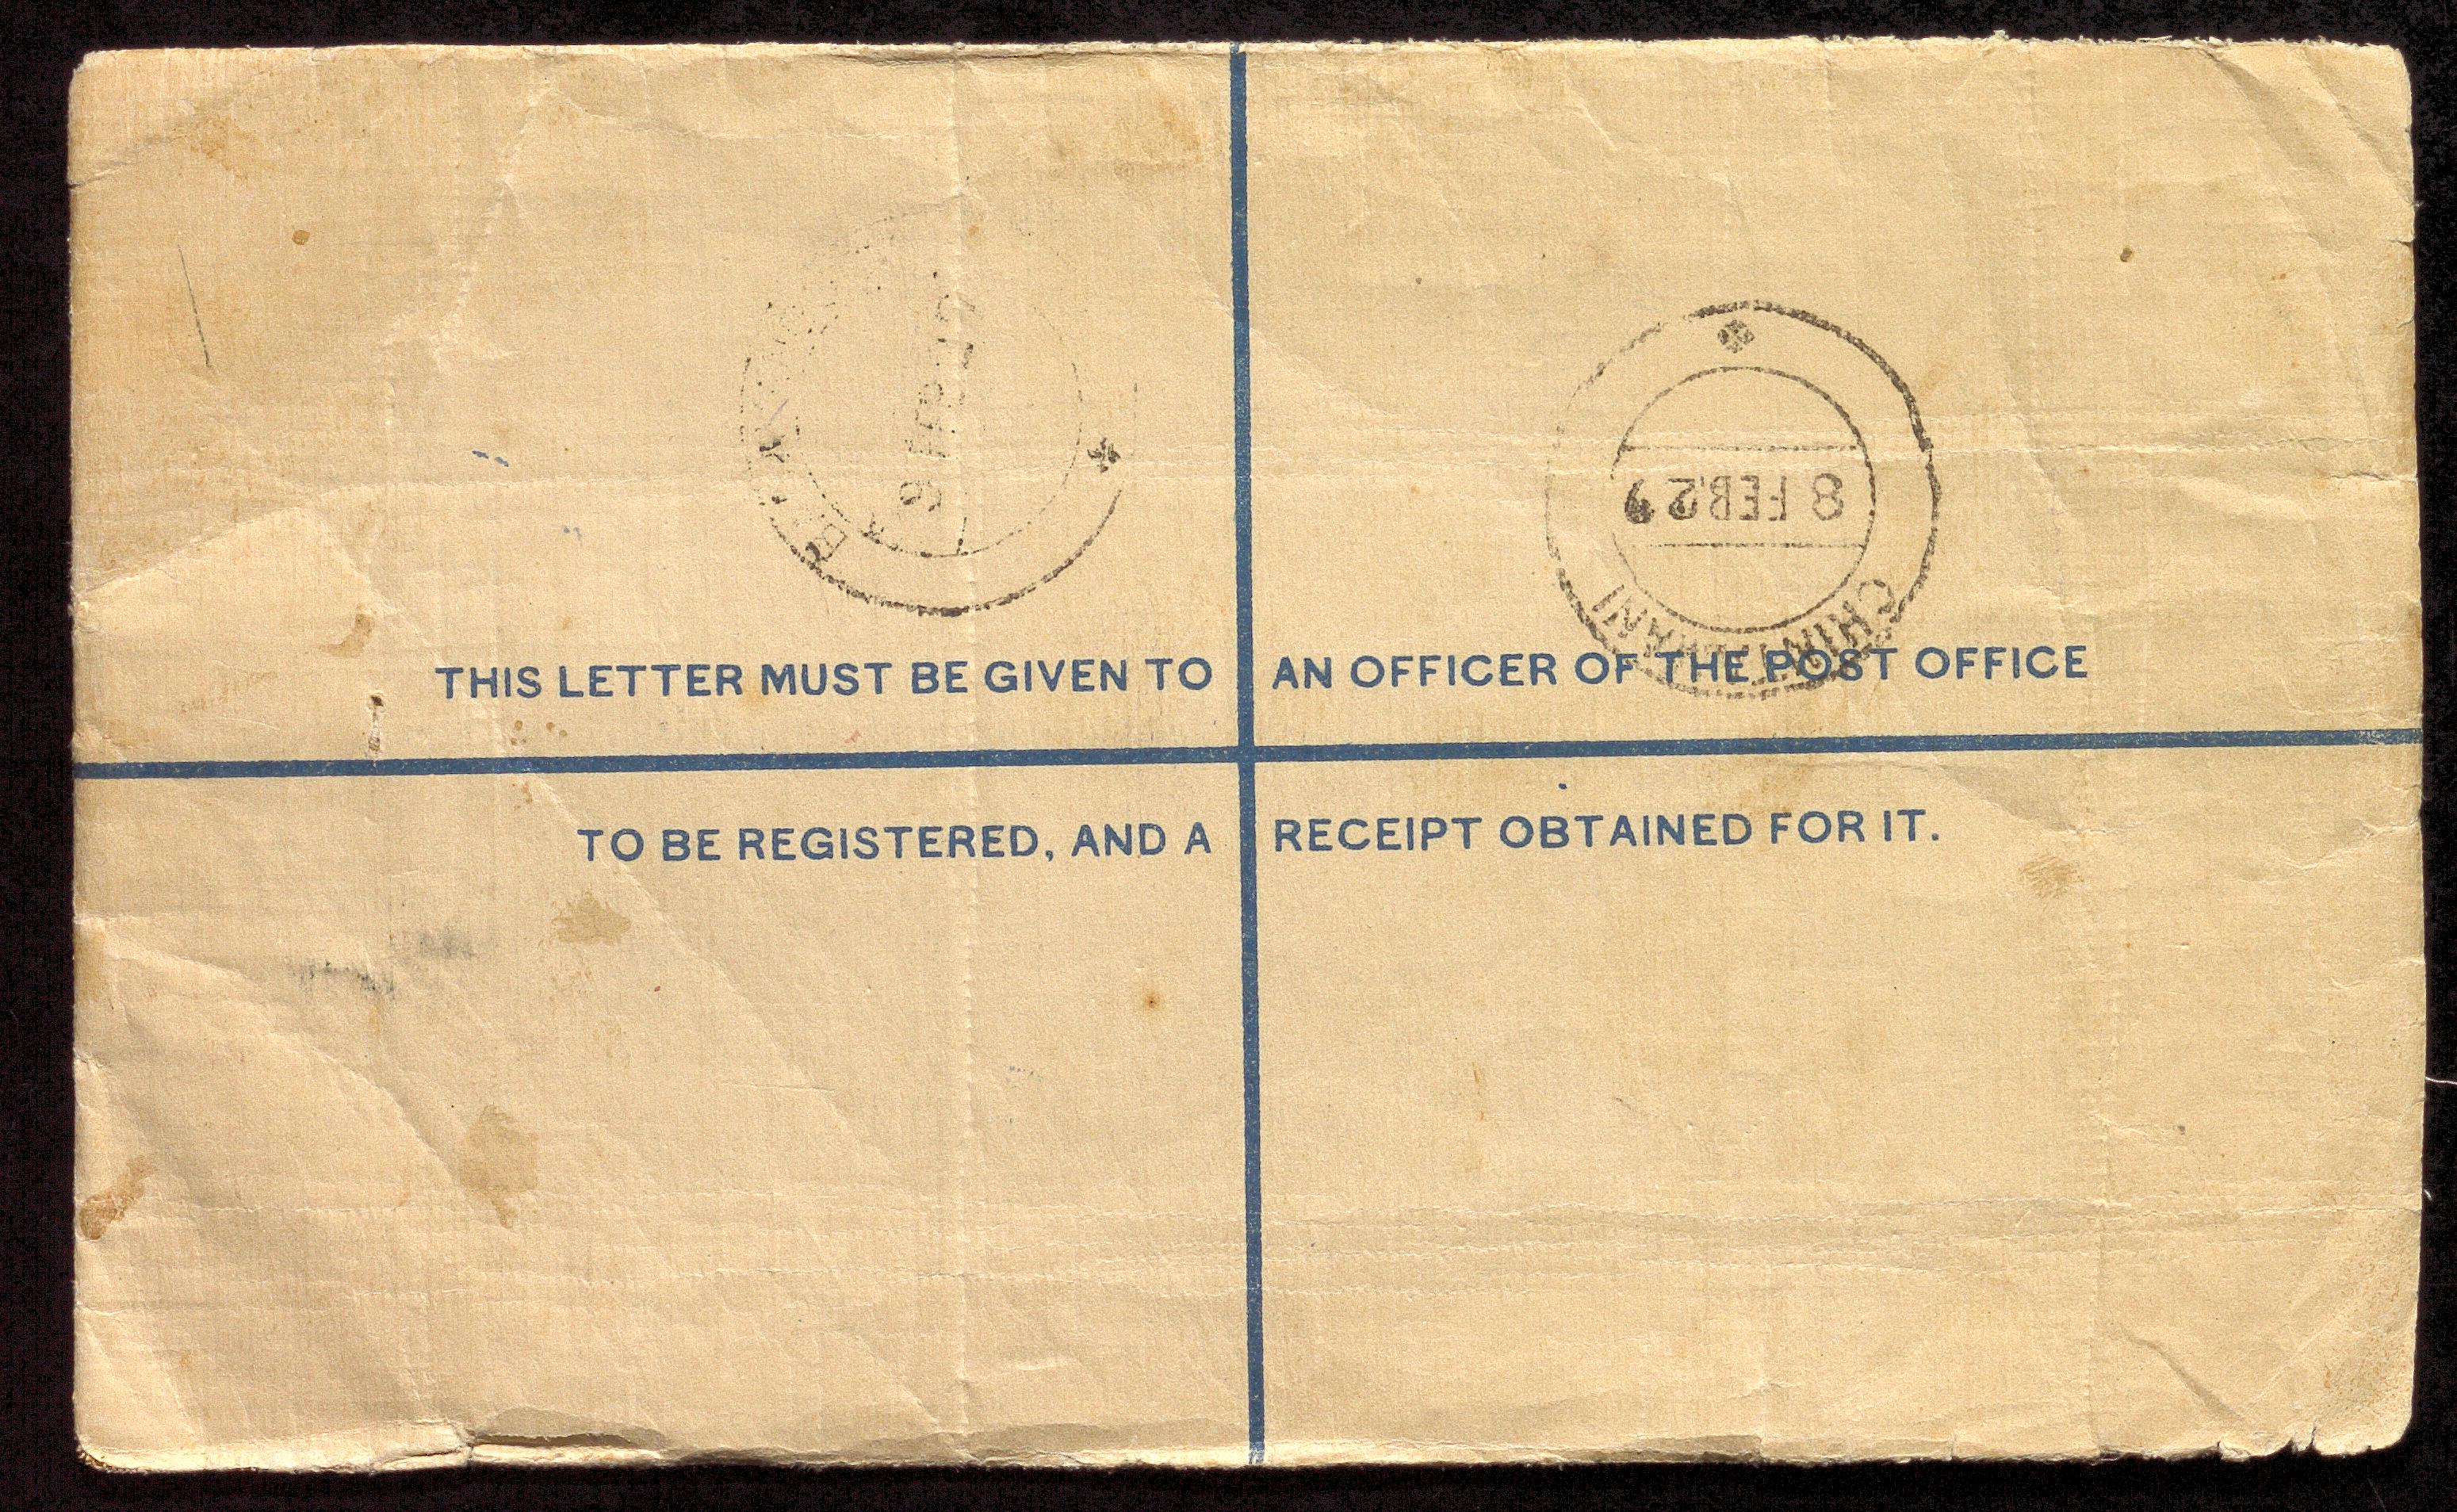 THIS LETTER MUST BE GIVEN TO AN OFFICER OF THE POST OFFICE
TO BE REGISTERED, AND A RECEIPT OBTAINED FOR IT.
8 FEB.29
CHINTAMANI